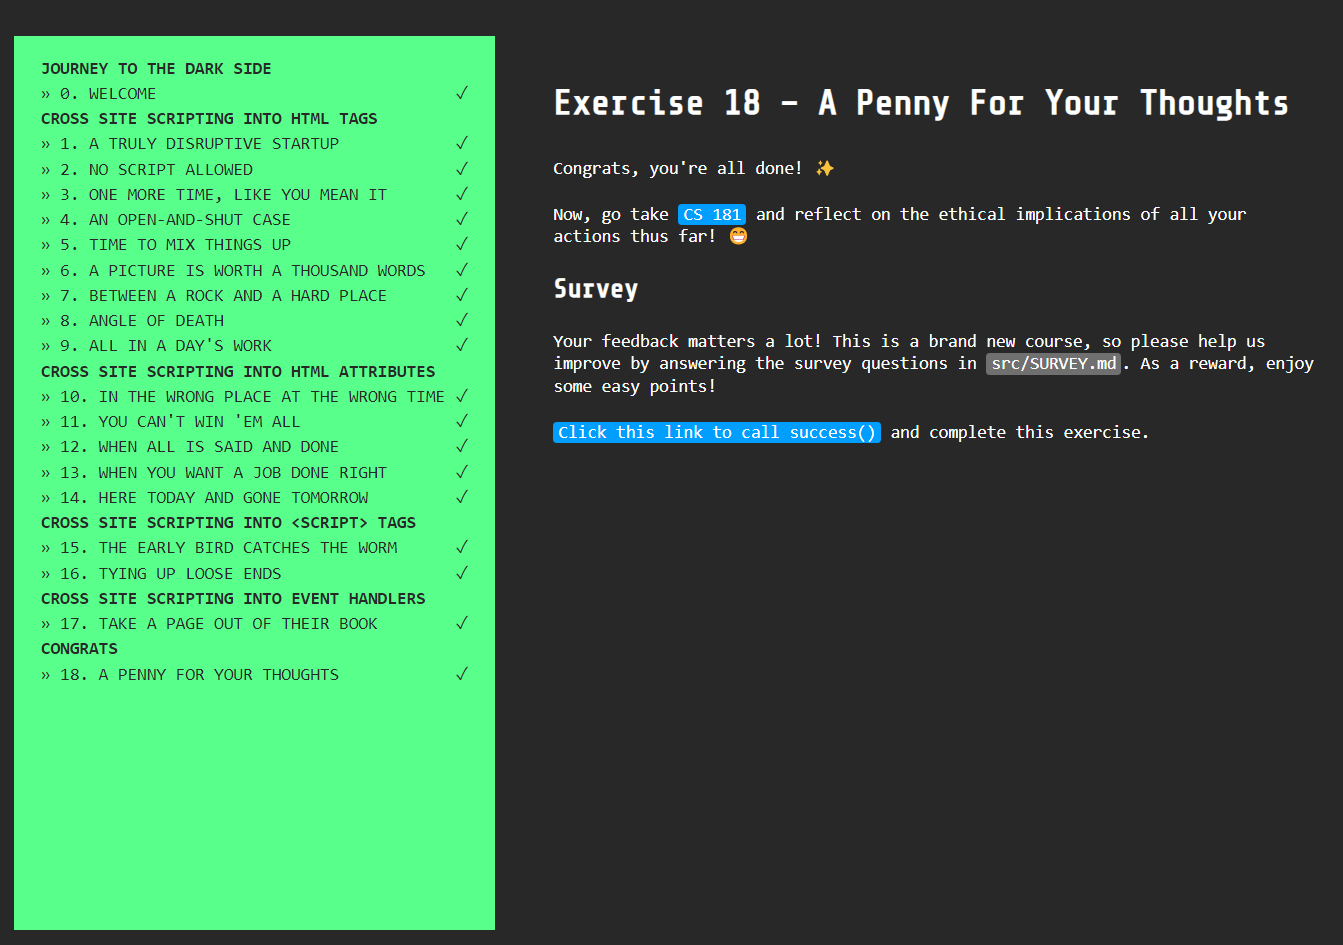 JOURNEY TO THE DARK SIDE
» 0. WELCOME ✓
CROSS SITE SCRIPTING INTO HTML TAGS
» 1. A TRULY DISRUPTIVE STARTUP ✓
» 2. NO SCRIPT ALLOWED ✓
» 3. ONE MORE TIME, LIKE YOU MEAN IT ✓
» 4. AN OPEN-AND-SHUT CASE ✓
» 5. TIME TO MIX THINGS UP ✓
» 6. A PICTURE IS WORTH A THOUSAND WORDS ✓
» 7. BETWEEN A ROCK AND A HARD PLACE ✓
» 8. ANGLE OF DEATH ✓
» 9. ALL IN A DAY'S WORK ✓
CROSS SITE SCRIPTING INTO HTML ATTRIBUTES
» 10. IN THE WRONG PLACE AT THE WRONG TIME ✓
» 11. YOU CAN'T WIN 'EM ALL ✓
» 12. WHEN ALL IS SAID AND DONE ✓
» 13. WHEN YOU WANT A JOB DONE RIGHT ✓
» 14. HERE TODAY AND GONE TOMORROW ✓
CROSS SITE SCRIPTING INTO <SCRIPT> TAGS
» 15. THE EARLY BIRD CATCHES THE WORM ✓
» 16. TYING UP LOOSE ENDS ✓
CROSS SITE SCRIPTING INTO EVENT HANDLERS
» 17. TAKE A PAGE OUT OF THEIR BOOK ✓
CONGRATS
» 18. A PENNY FOR YOUR THOUGHTS ✓
Exercise 18 – A Penny For Your Thoughts
Congrats, you're all done! ✨
Now, go take CS 181 and reflect on the ethical implications of all your
actions thus far! 😁
Survey
Your feedback matters a lot! This is a brand new course, so please help us
improve by answering the survey questions in src/SURVEY.md. As a reward, enjoy
some easy points!
Click this link to call success() and complete this exercise.